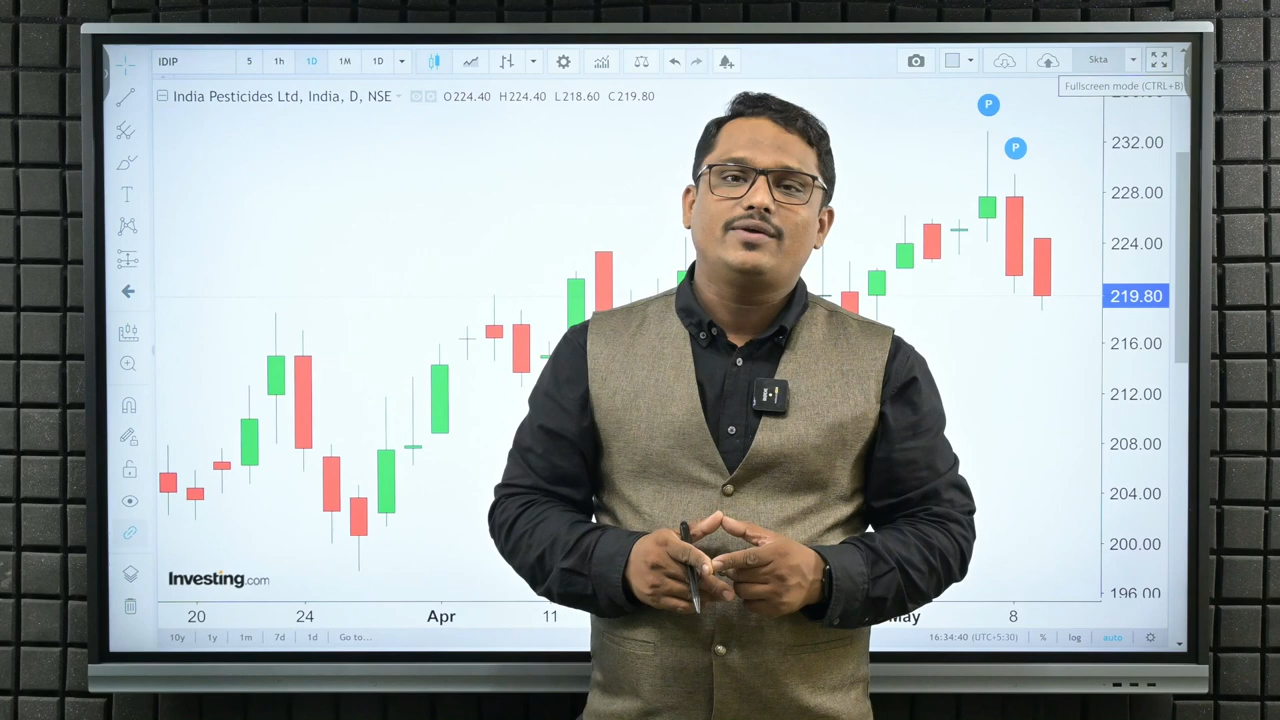 IDIP 5 1h 1D 1M 1D Skta
Fullscreen mode (CTRL+B)
India Pesticides Ltd, India, D, NSE O224.40 H224.40 L218.60 C219.80
P
P
232.00
228.00
224.00
219.80
216.00
212.00
208.00
204.00
200.00
196.00
T
Investing.com
20 24 Apr 11 May 8
10y 1y 1m 7d 1d Go to... 16:34:40 (UTC+5:30) % log auto